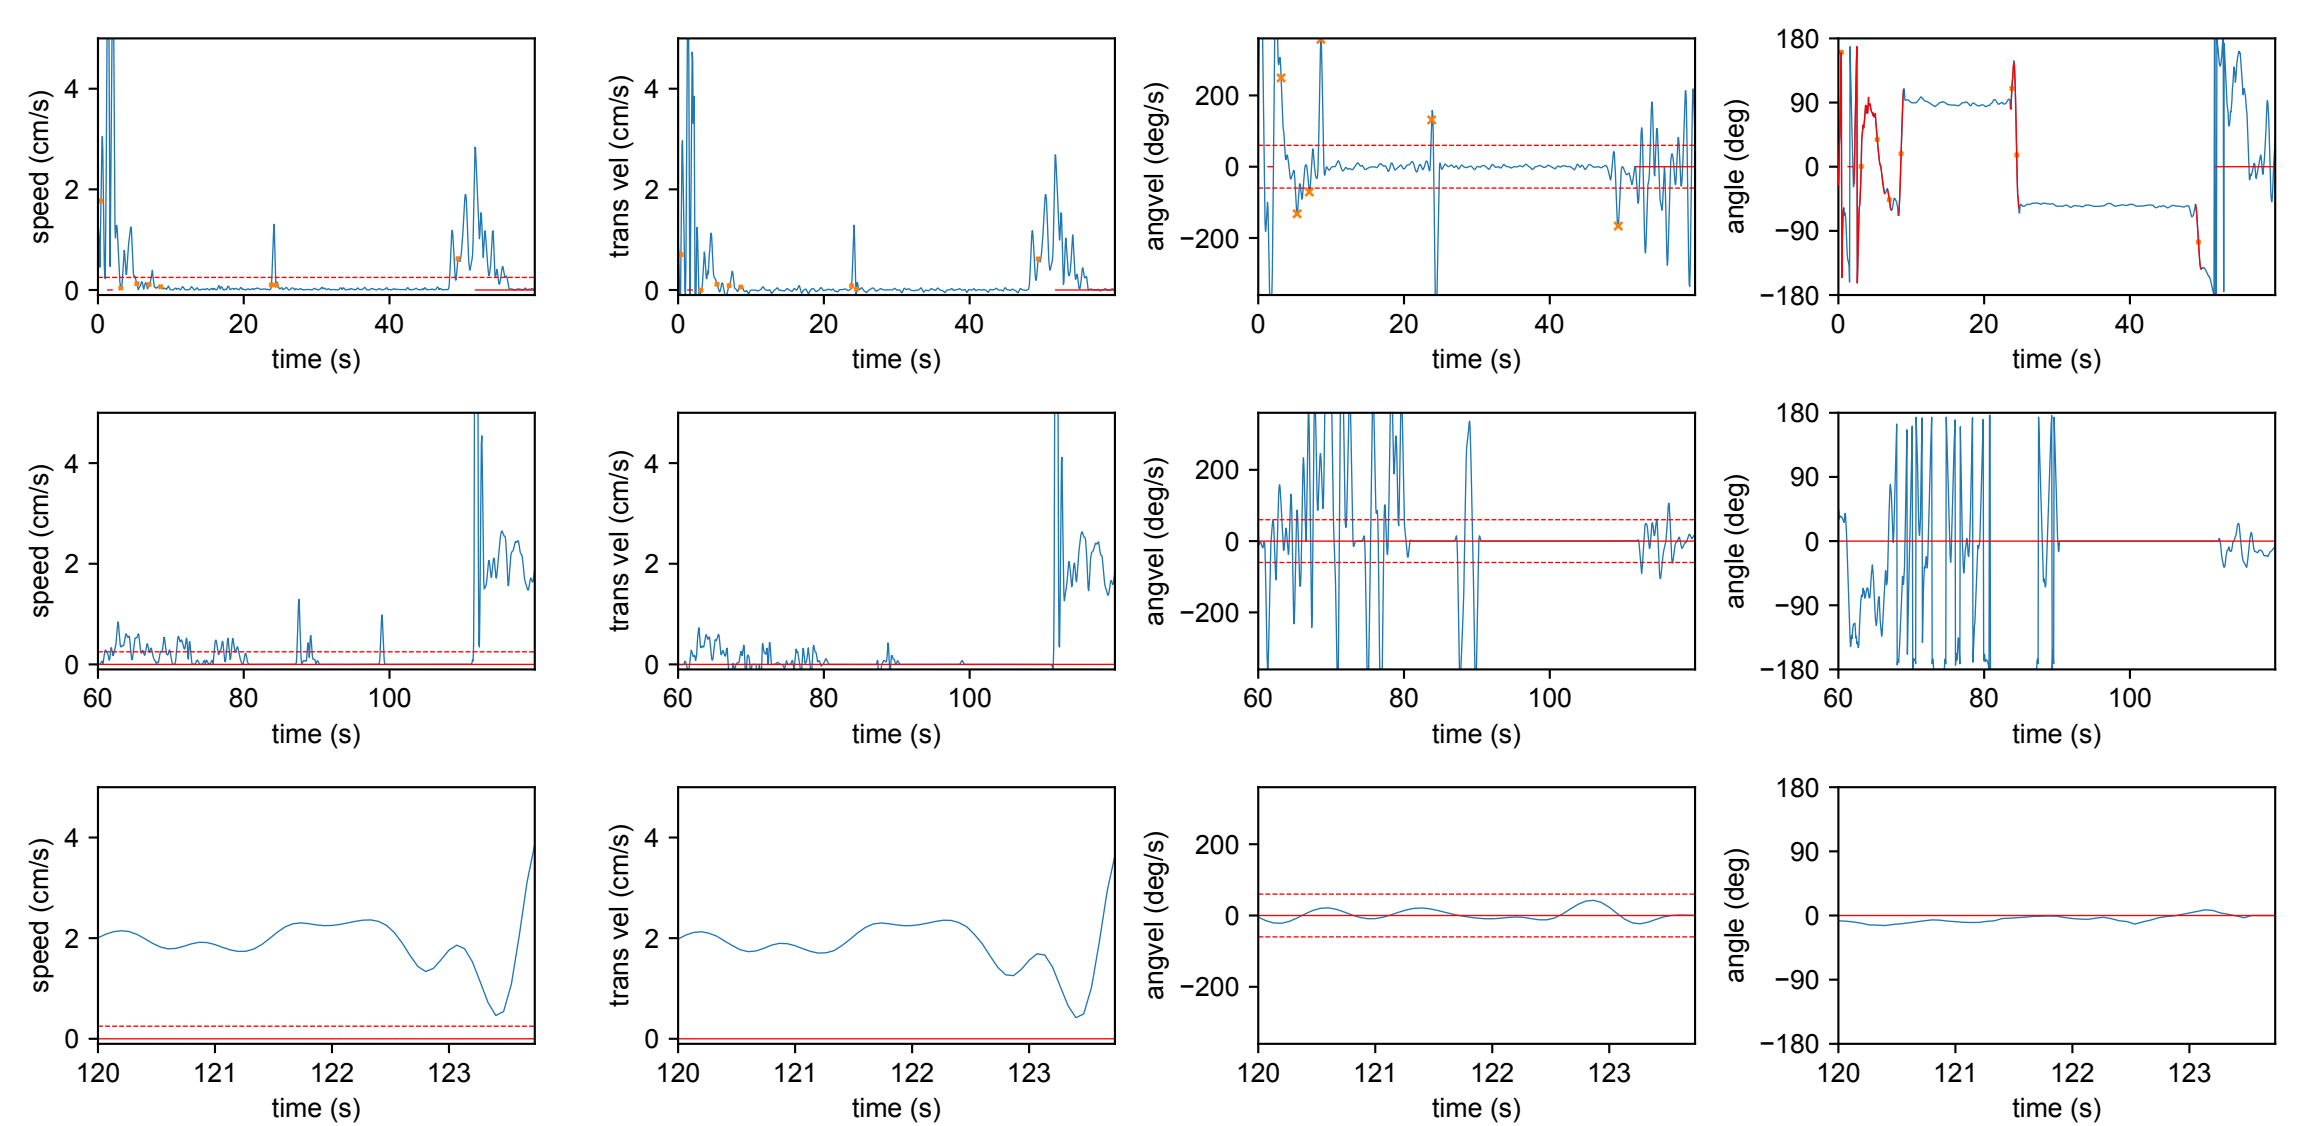 speed (cm/s)
4
2
0
0 20 40
time (s)
trans vel (cm/s)
4
2
0
0 20 40
time (s)
angvel (deg/s)
200
0
−200
0 20 40
time (s)
angle (deg)
180
90
0
−90
−180
0 20 40
time (s)
speed (cm/s)
4
2
0
60 80 100
time (s)
trans vel (cm/s)
4
2
0
60 80 100
time (s)
angvel (deg/s)
200
0
−200
60 80 100
time (s)
angle (deg)
180
90
0
−90
−180
60 80 100
time (s)
speed (cm/s)
4
2
0
120 121 122 123
time (s)
trans vel (cm/s)
4
2
0
120 121 122 123
time (s)
angvel (deg/s)
200
0
−200
120 121 122 123
time (s)
angle (deg)
180
90
0
−90
−180
120 121 122 123
time (s)